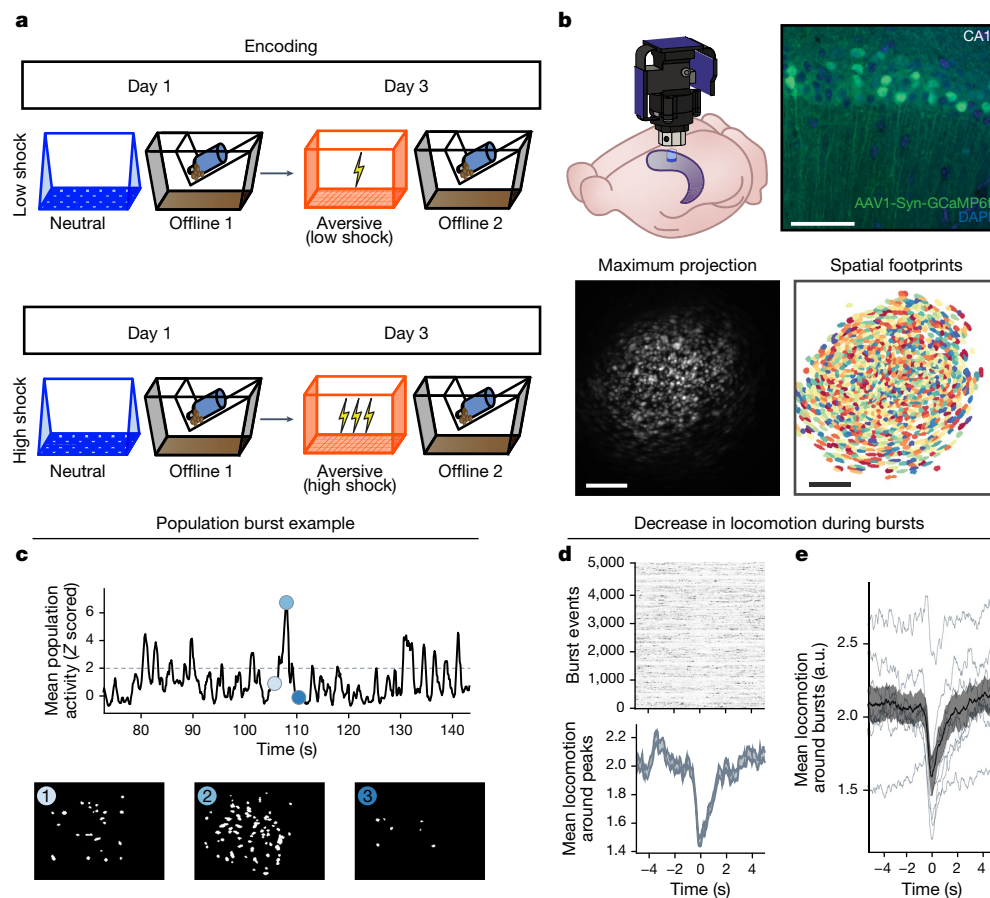 a
Encoding
Day 1 Day 3
Low shock
Neutral Offline 1 Aversive (low shock) Offline 2
Day 1 Day 3
High shock
Neutral Offline 1 Aversive (high shock) Offline 2
b
CA1
AAV1-Syn-GCaMP6f
DAPI
Maximum projection
Spatial footprints
Population burst example
c
Mean population
activity (Z scored)
6
4
2
0
80 90 100 110 120 130 140
Time (s)
1 2 3
Decrease in locomotion during bursts
d
Burst events
5,000
4,000
3,000
2,000
1,000
0
Mean locomotion
around peaks
2.2
2.0
1.8
1.6
1.4
−4 −2 0 2 4
Time (s)
e
Mean locomotion
around bursts (a.u.)
2.5
2.0
1.5
−4 −2 0 2 4
Time (s)